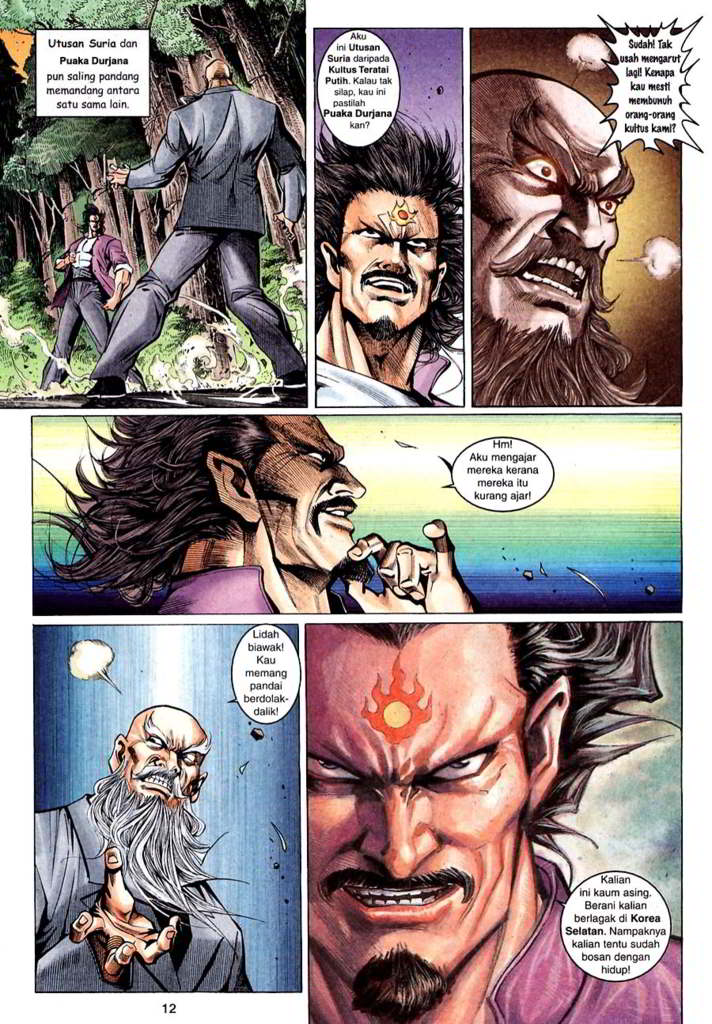 Utusan Suria dan
Puaka Durjana
pun saling pandang
memandang antara
satu sama lain.
Aku
ini Utusan
Suria daripada
Kultus Teratai
Putih. Kalau tak
silap, kau ini
pastilah
Puaka Durjana
kan?
Sudah! Tak
usah mengarut
lagi! Kenapa
kau mesti
membunuh
orang-orang
kultus kami?
Hm!
Aku mengajar
mereka kerana
mereka itu
kurang ajar!
Lidah
biawak!
Kau
memang
pandai
berdolak-
dalik!
Kalian
ini kaum asing.
Berani kalian
berlagak di Korea
Selatan. Nampaknya
kalian tentu sudah
bosan dengan
hidup!
12